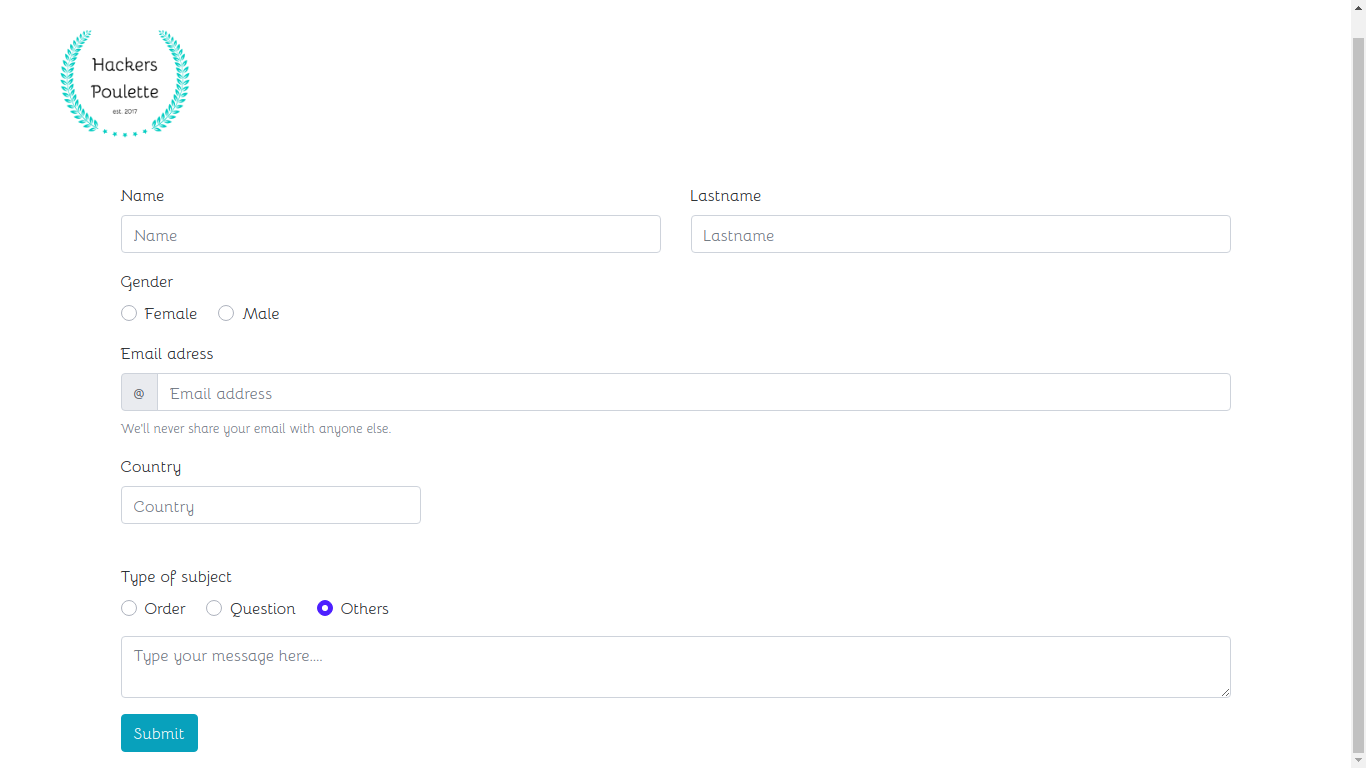 Hackers
Poulette
est. 2017
Name Lastname
Name Lastname
Gender
Female Male
Email adress
@ Email address
We'll never share your email with anyone else.
Country
Country
Type of subject
Order Question Others
Type your message here....
Submit